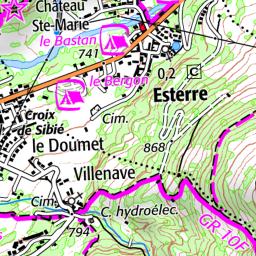 Château
Ste-Marie
le Bastan
741
le Bergon
0,2
C
Esterre
Croix
de Sibié
Cim.
le Doumet
868
Villenave
Cim.
C. hydroélec.
794
GR 10F